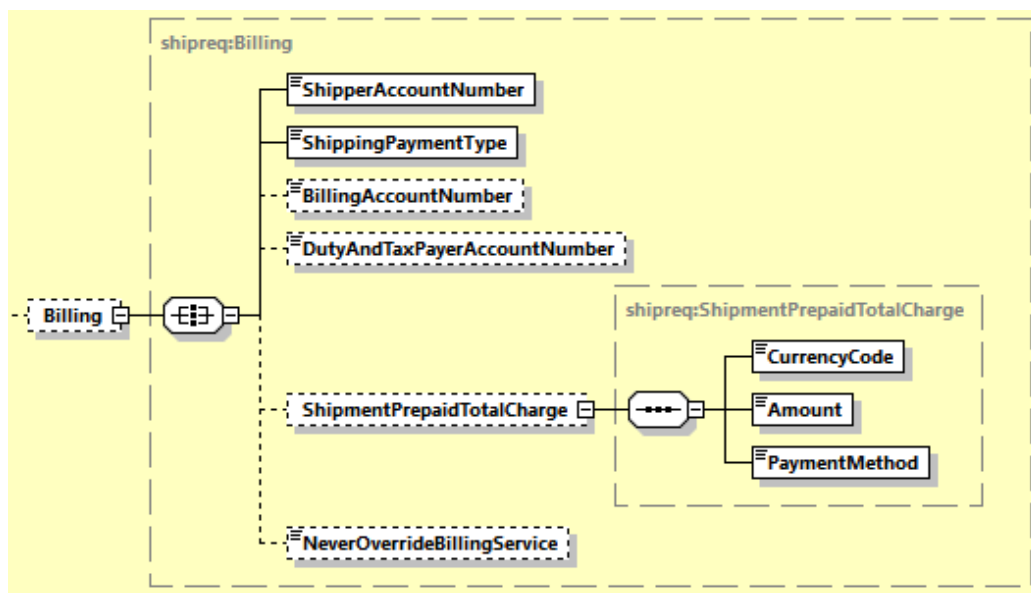 shipreq:Billing
ShipperAccountNumber
ShippingPaymentType
BillingAccountNumber
DutyAndTaxPayerAccountNumber
Billing
shipreq:ShipmentPrepaidTotalCharge
CurrencyCode
ShipmentPrepaidTotalCharge
Amount
PaymentMethod
NeverOverrideBillingService